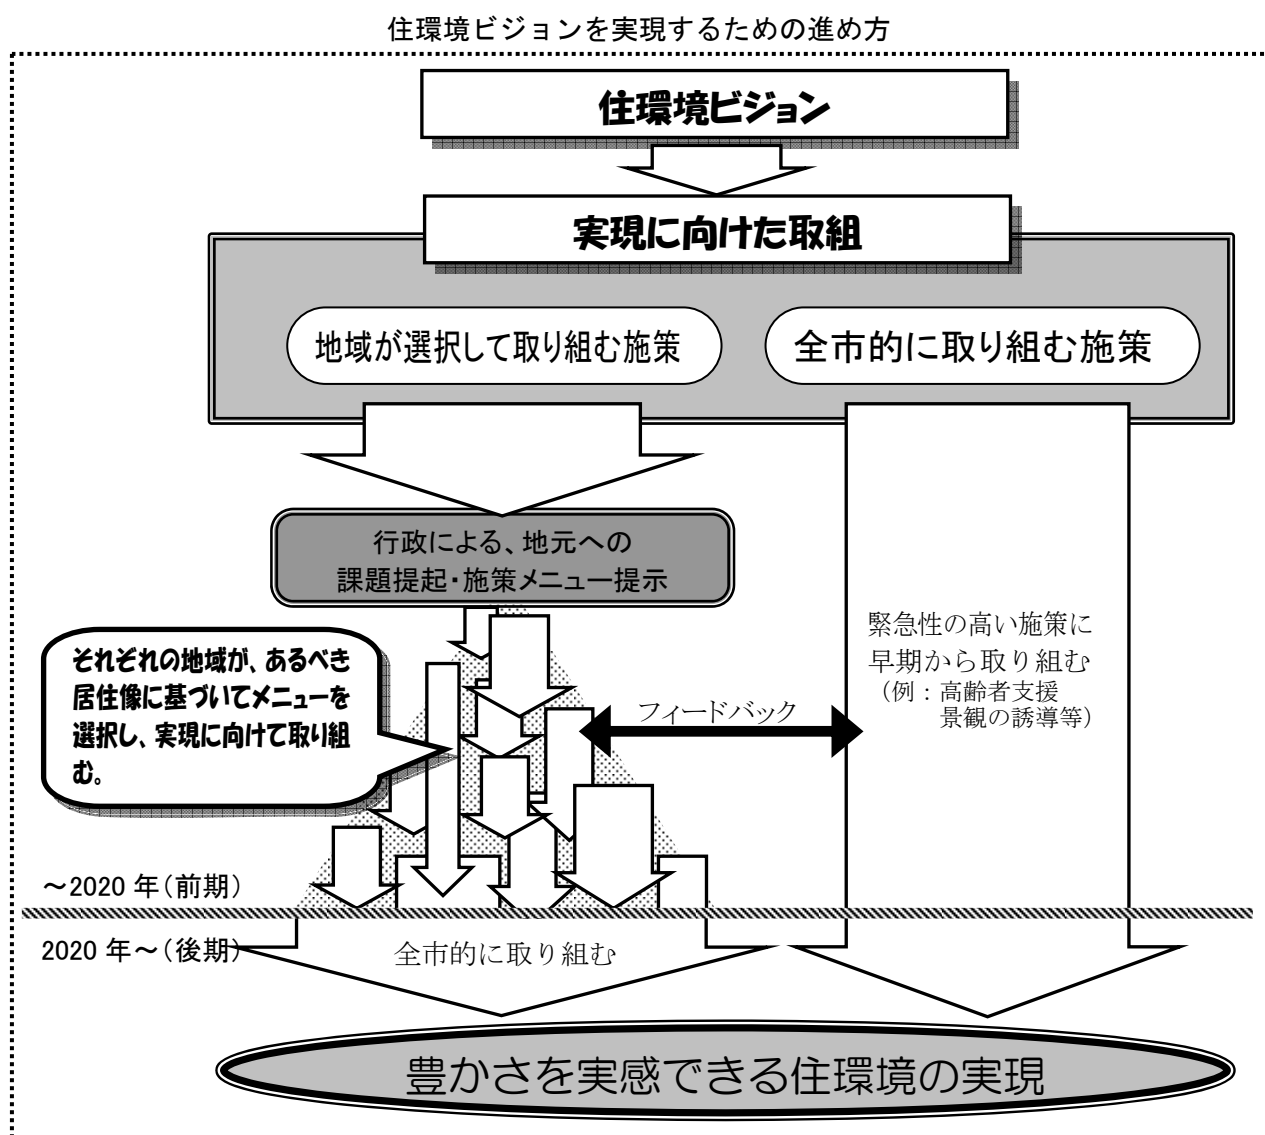 住環境ビジョンを実現するための進め方
住環境ビジョン
実現に向けた取組
地域が選択して取り組む施策
全市的に取り組む施策
行政による、地元への
課題提起・施策メニュー提示
緊急性の高い施策に
早期から取り組む
（例：高齢者支援
景観の誘導等）
それぞれの地域が、あるべき
居住像に基づいてメニューを
選択し、実現に向けて取り組
む。
フィードバック
～2020 年（前期）
2020 年～（後期）
全市的に取り組む
豊かさを実感できる住環境の実現